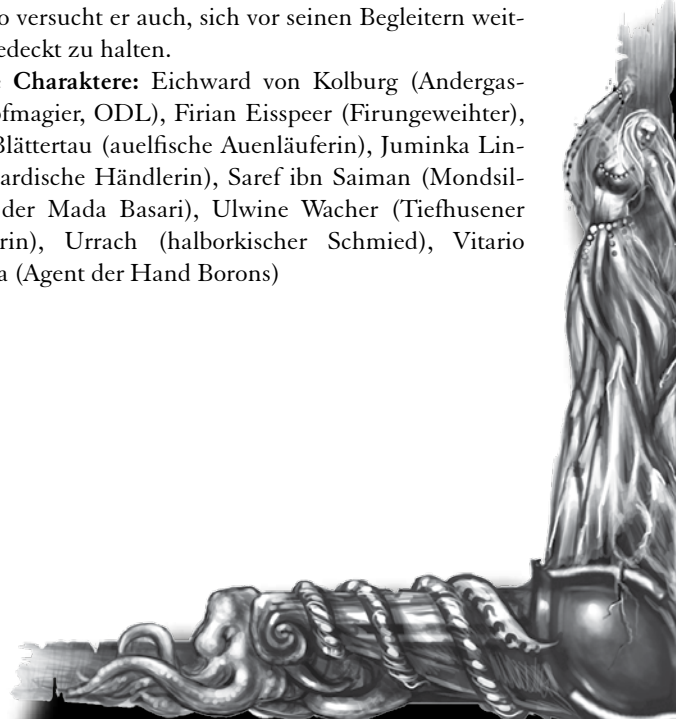 o versucht er auch, sich vor seinen Begleitern weit-
edeckt zu halten.
e Charaktere: Eichward von Kolburg (Andergas-
ofmagier, ODL), Firian Eisspeer (Firungeweihter),
Blättertau (auelfische Auenläuferin), Juminka Lin-
ardische Händlerin), Saref ibn Saiman (Mondsil-
der Mada Basari), Ulwine Wacher (Tiefhusener
rin), Urrach (halborkischer Schmied), Vitario
a (Agent der Hand Borons)